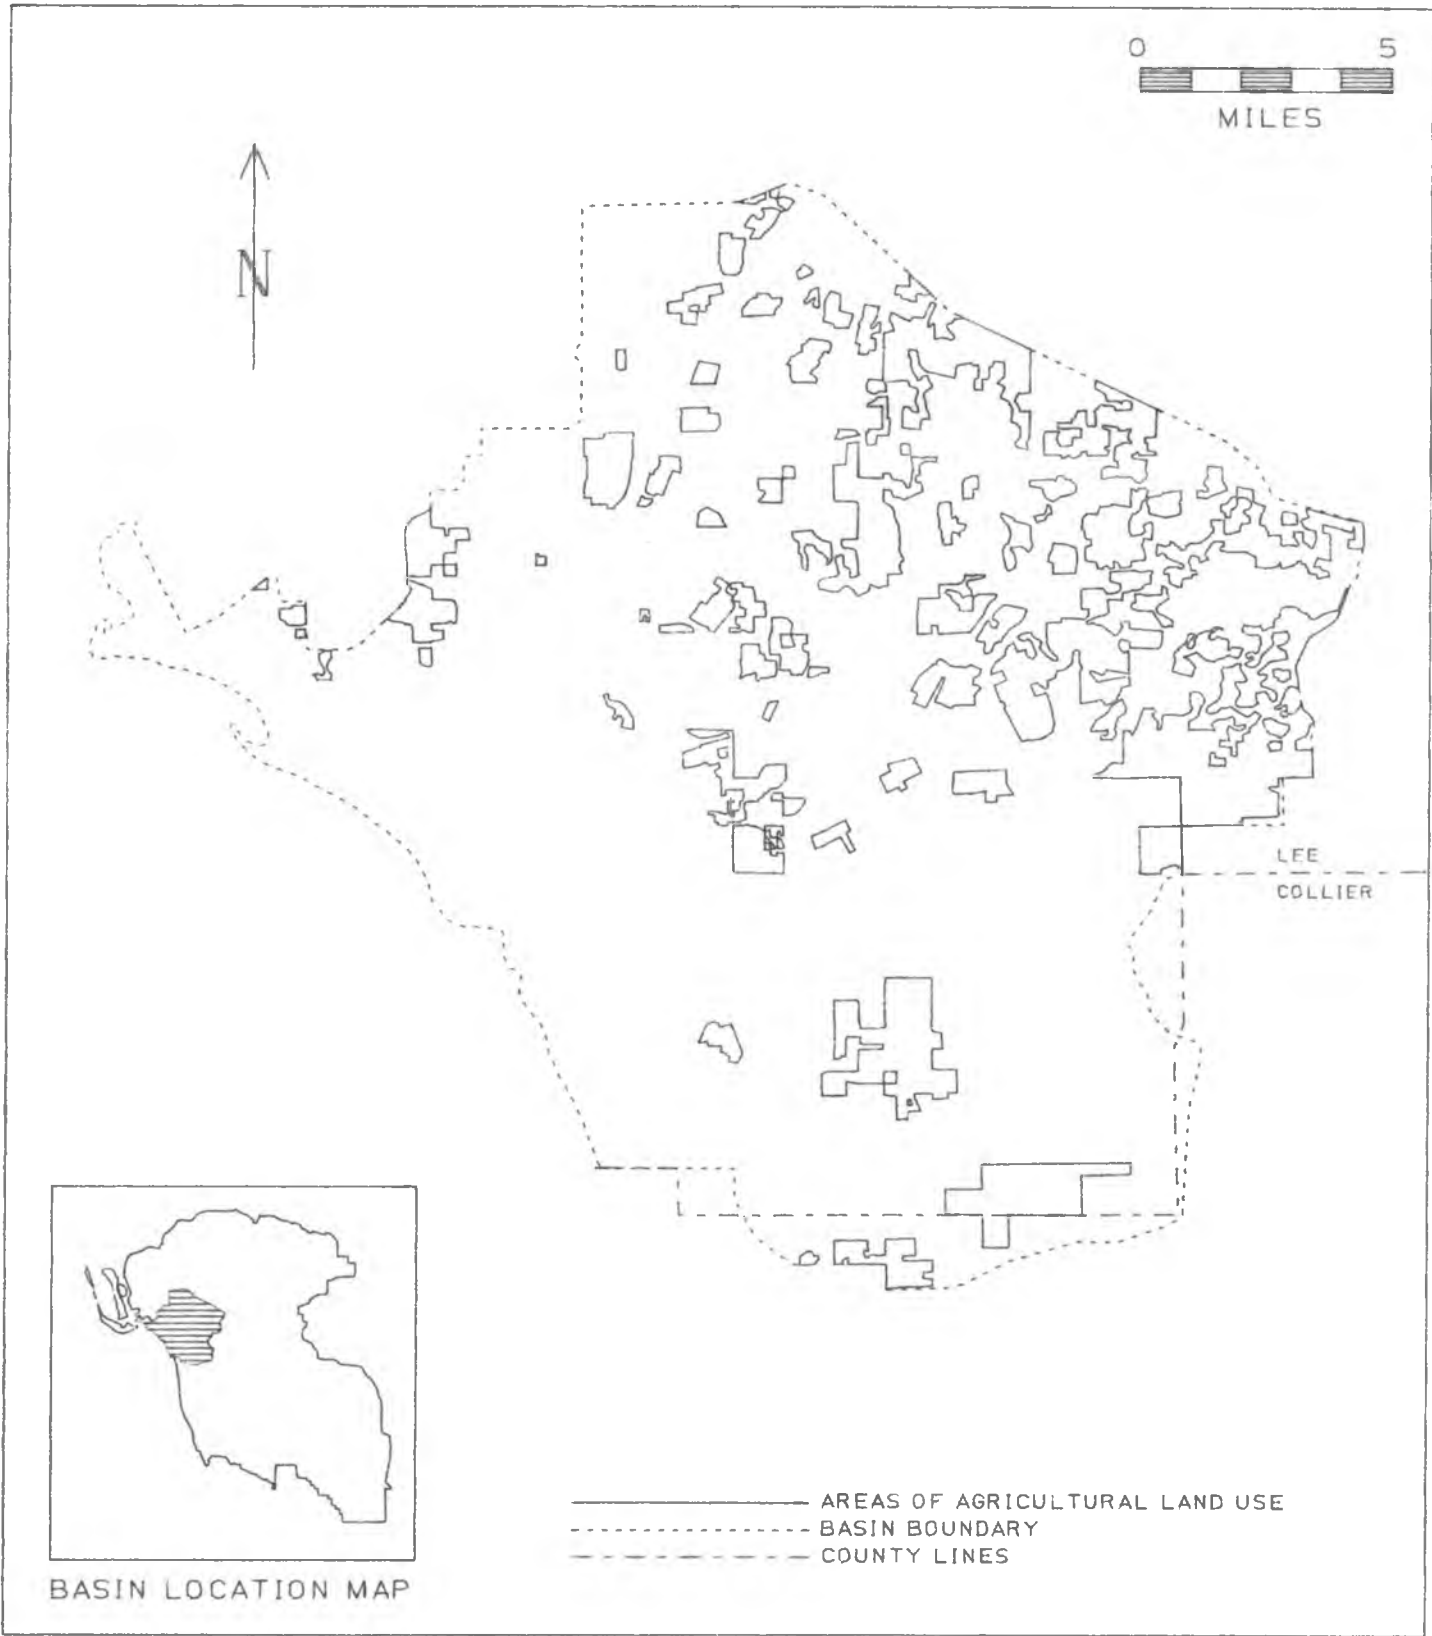 0 5
MILES
N
LEE
COLLIER
AREAS OF AGRICULTURAL LAND USE
BASIN BOUNDARY
COUNTY LINES
BASIN LOCATION MAP